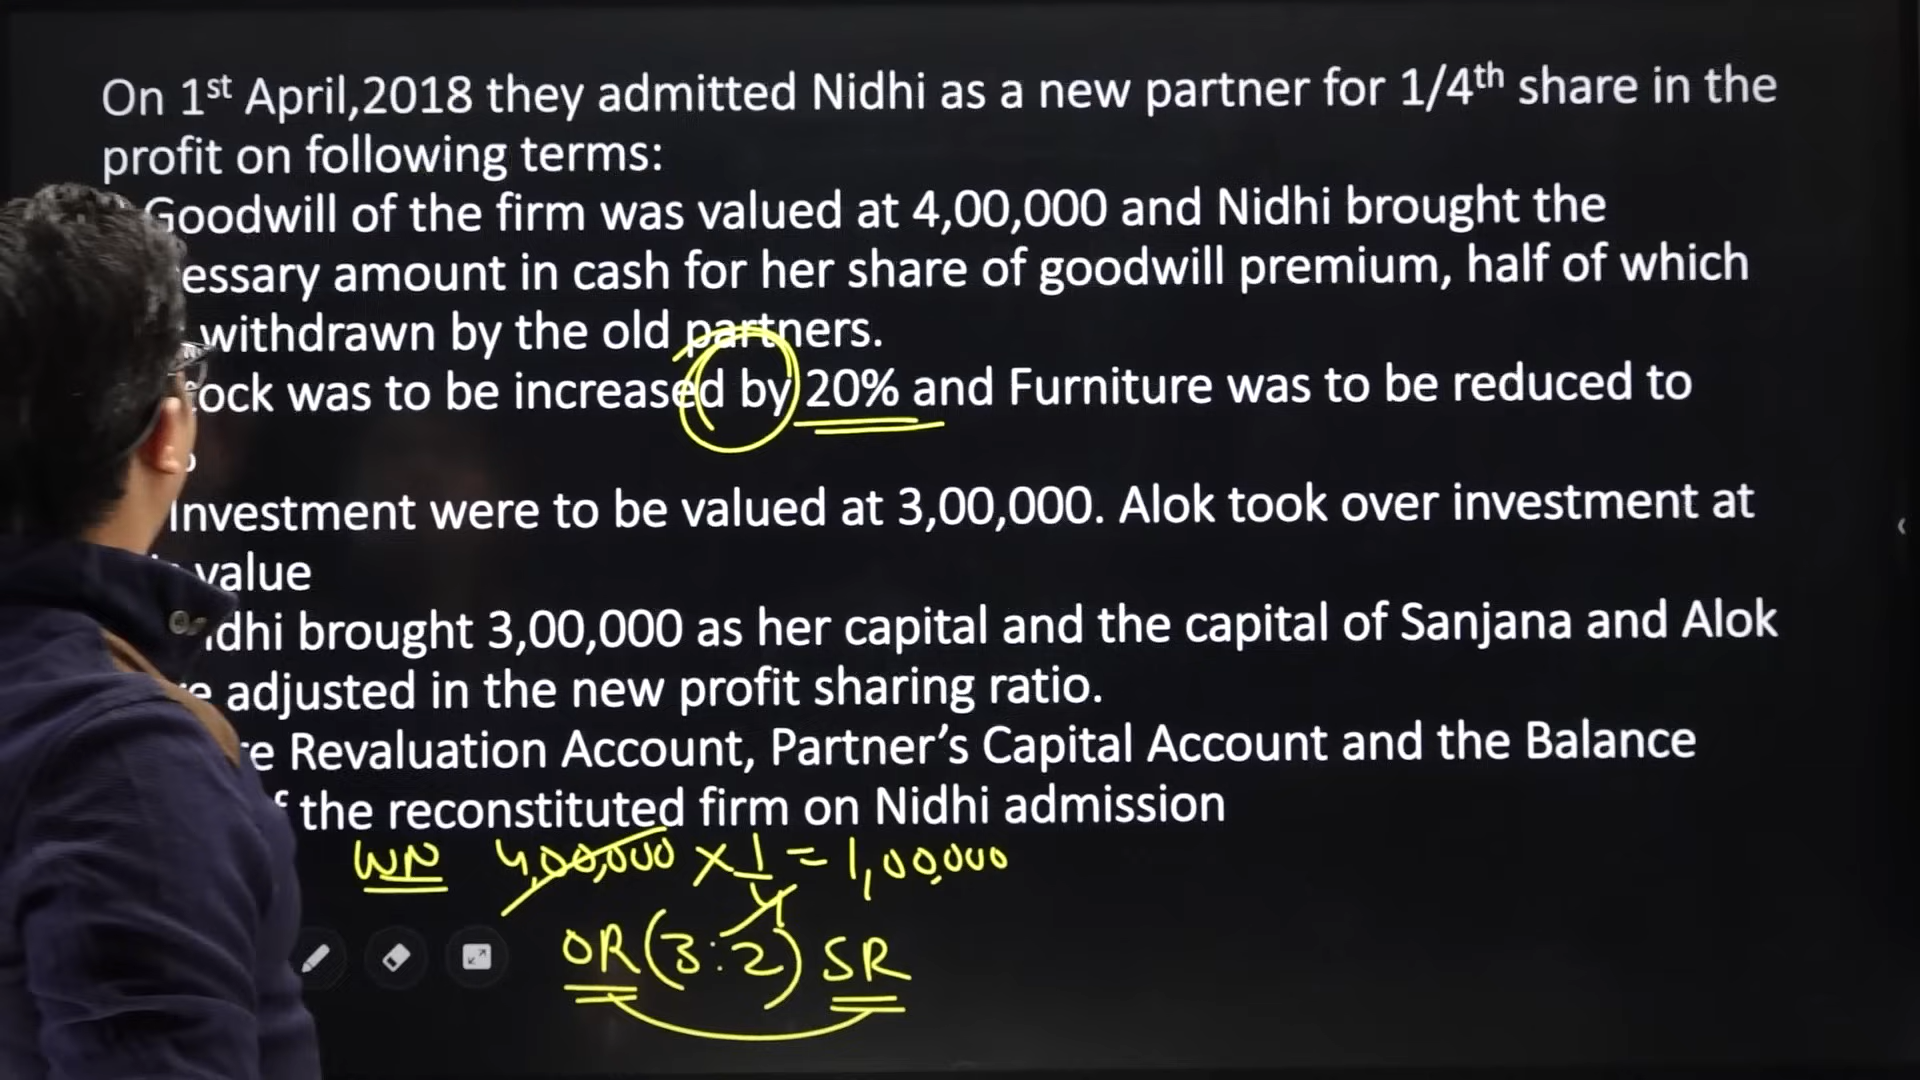 On 1st April,2018 they admitted Nidhi as a new partner for 1/4th share in the
profit on following terms:
Goodwill of the firm was valued at 4,00,000 and Nidhi brought the
amount in cash for her share of goodwill premium, half of which
withdrawn by the old partners.
was to be increased by 20% and Furniture was to be reduced to
Investment were to be valued at 3,00,000. Alok took over investment at
value
brought 3,00,000 as her capital and the capital of Sanjana and Alok
adjusted in the new profit sharing ratio.
Revaluation Account, Partner's Capital Account and the Balance
the reconstituted firm on Nidhi admission
WN 4,00,000 × 1/4 = 1,00,000
OR (3:2) SR